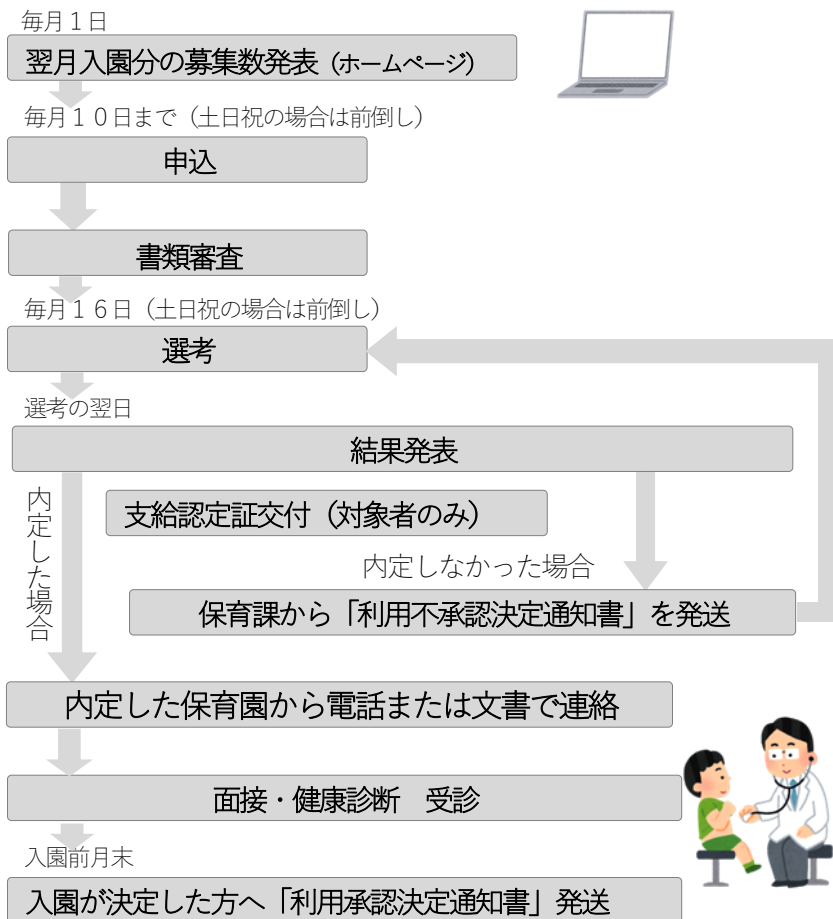 毎月１日
翌月入園分の募集数発表（ホームページ）
毎月１０日まで（土日祝の場合は前倒し）
申込
書類審査
毎月１６日（土日祝の場合は前倒し）
選考
選考の翌日
結果発表
内定した場合
支給認定証交付（対象者のみ）
内定しなかった場合
保育課から「利用不承認決定通知書」を発送
内定した保育園から電話または文書で連絡
面接・健康診断　受診
入園前月末
入園が決定した方へ「利用承認決定通知書」発送